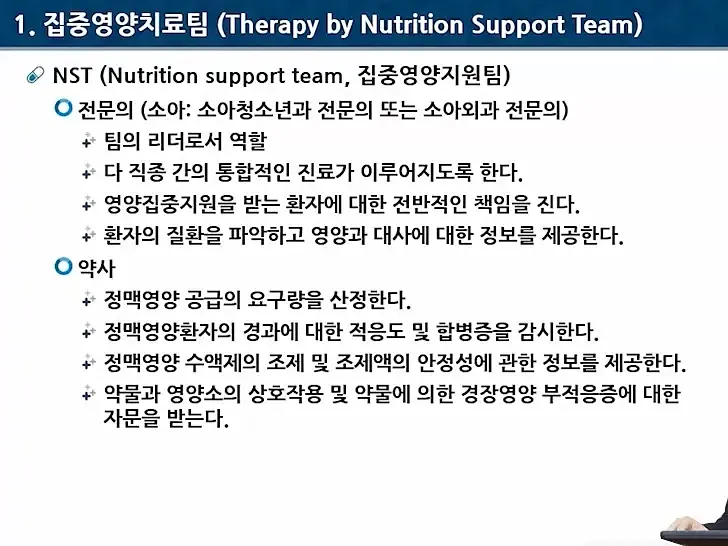 1. 집중영양치료팀 (Therapy by Nutrition Support Team)
NST (Nutrition support team, 집중영양지원팀)
전문의 (소아: 소아청소년과 전문의 또는 소아외과 전문의)
팀의 리더로서 역할
다 직종 간의 통합적인 진료가 이루어지도록 한다.
영양집중지원을 받는 환자에 대한 전반적인 책임을 진다.
환자의 질환을 파악하고 영양과 대사에 대한 정보를 제공한다.
약사
정맥영양 공급의 요구량을 산정한다.
정맥영양환자의 경과에 대한 적응도 및 합병증을 감시한다.
정맥영양 수액제의 조제 및 조제액의 안정성에 관한 정보를 제공한다.
약물과 영양소의 상호작용 및 약물에 의한 경장영양 부적응증에 대한
자문을 받는다.